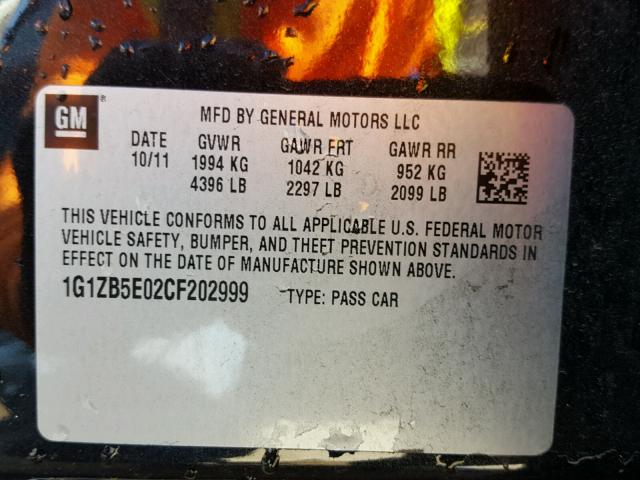 GM ®
MFD BY GENERAL MOTORS LLC
DATE GVWR GAWR FRT GAWR RR
10/11 1994 KG 1042 KG 952 KG
4396 LB 2297 LB 2099 LB
THIS VEHICLE CONFORMS TO ALL APPLICABLE U.S. FEDERAL MOTOR
VEHICLE SAFETY, BUMPER, AND THEFT PREVENTION STANDARDS IN
EFFECT ON THE DATE OF MANUFACTURE SHOWN ABOVE.
1G1ZB5E02CF202999 TYPE: PASS CAR